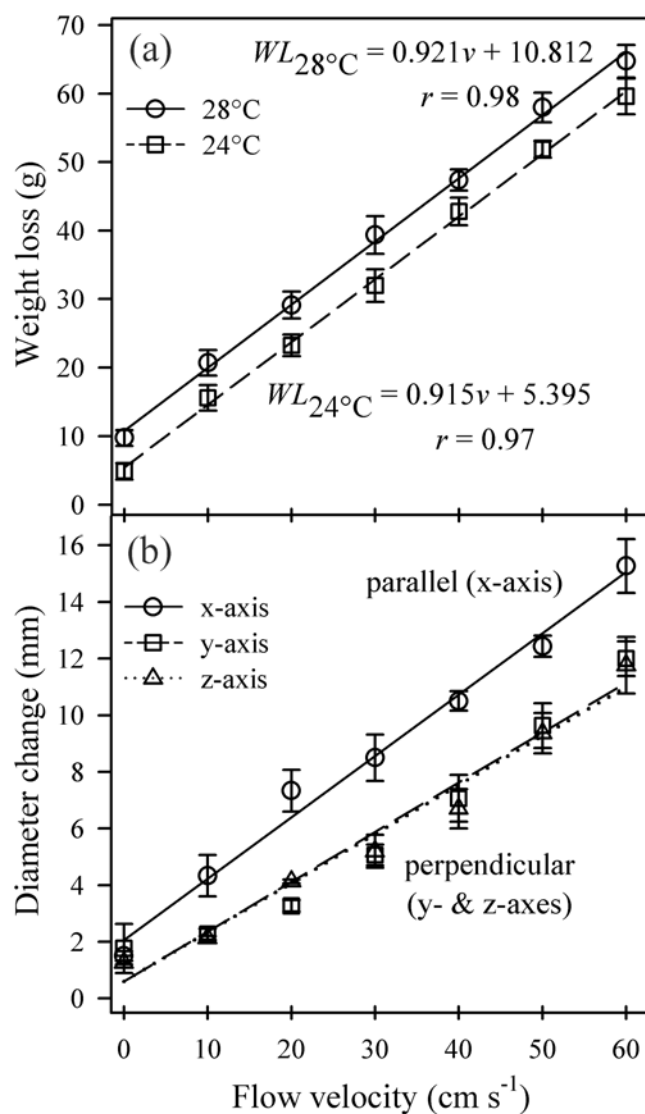 (a)
WL28°C = 0.921v + 10.812
r = 0.98
28°C
24°C
WL24°C = 0.915v + 5.395
r = 0.97
Weight loss (g)
70
60
50
40
30
20
10
0
(b)
parallel (x-axis)
x-axis
y-axis
z-axis
perpendicular
(y- & z-axes)
Diameter change (mm)
16
14
12
10
8
6
4
2
0
0 10 20 30 40 50 60
Flow velocity (cm s⁻¹)